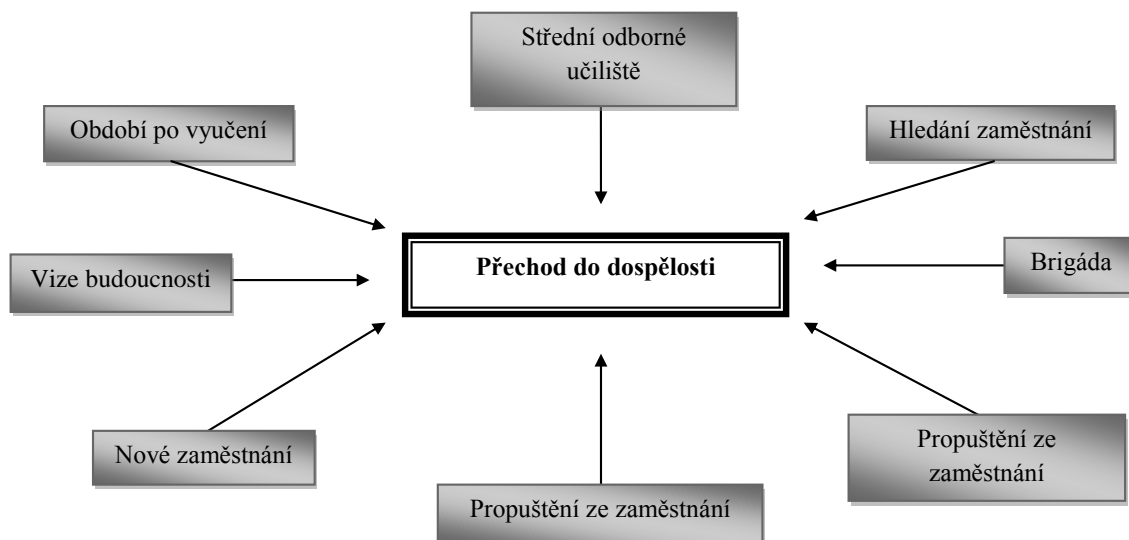 Střední odborné
učiliště
Období po vyučení
Hledání zaměstnání
Přechod do dospělosti
Brigáda
Vize budoucnosti
Nové zaměstnání
Propuštění ze
zaměstnání
Propuštění ze zaměstnání